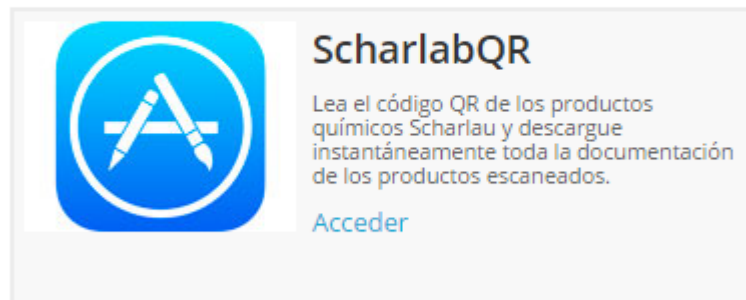 ScharlabQR
Lea el código QR de los productos
químicos Scharlau y descargue
instantáneamente toda la documentación
de los productos escaneados.
Acceder